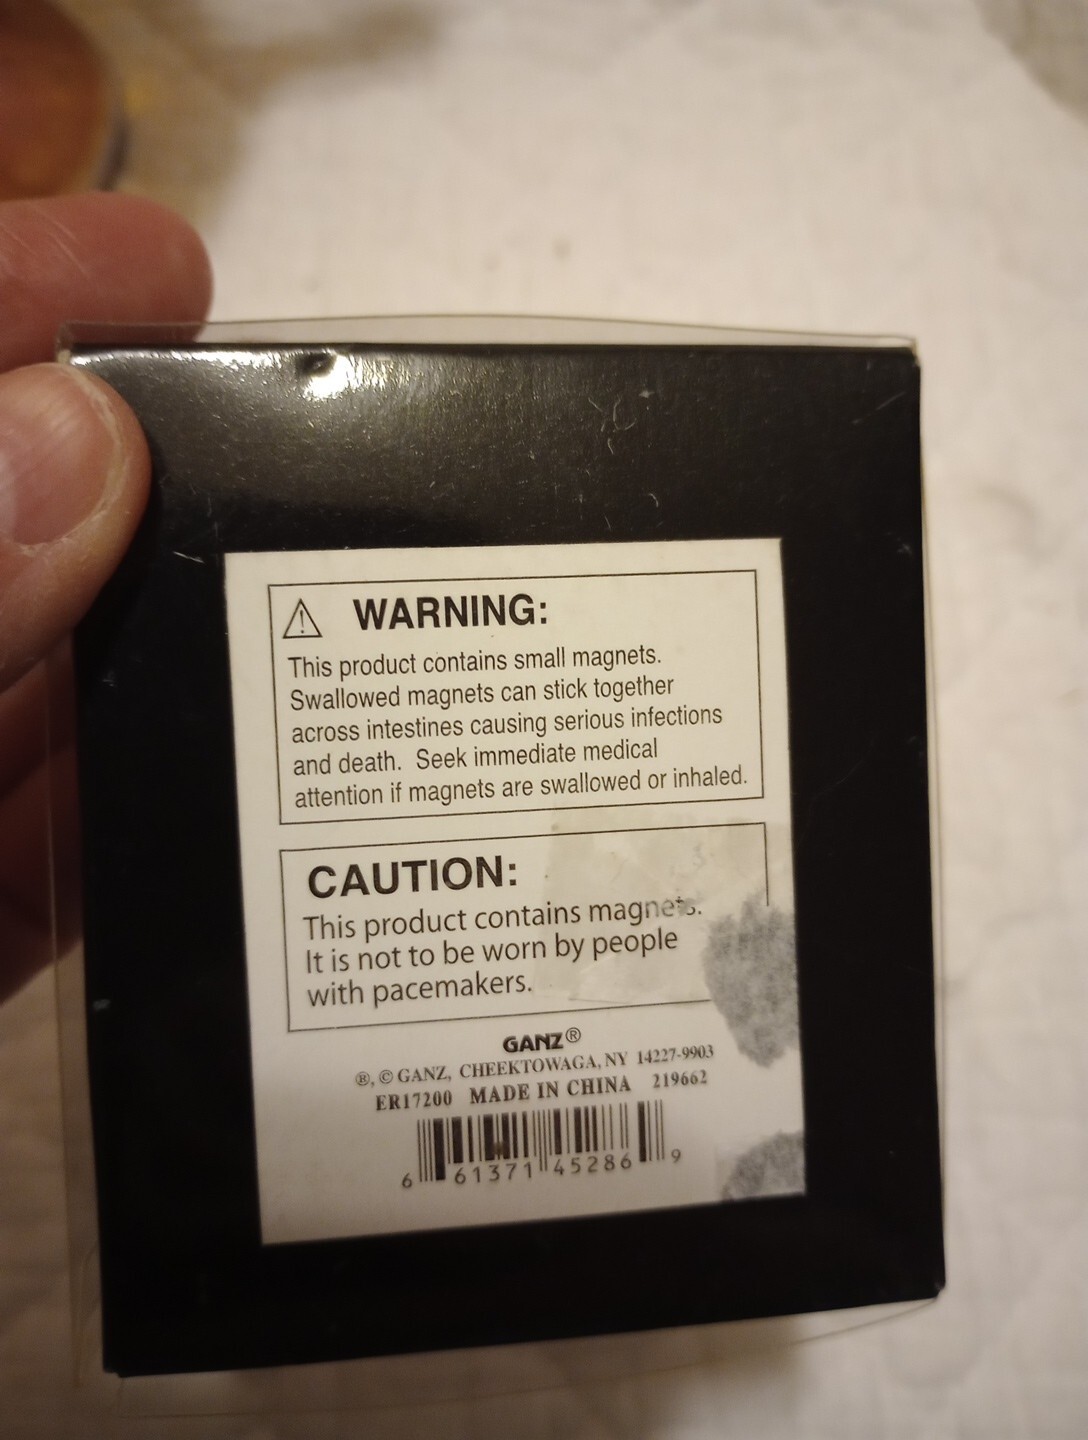 WARNING:
This product contains small magnets.
Swallowed magnets can stick together
across intestines causing serious infections
and death. Seek immediate medical
attention if magnets are swallowed or inhaled.
CAUTION:
This product contains magnets.
It is not to be worn by people
with pacemakers.
GANZ®
®, © GANZ, CHEEKTOWAGA, NY 14227-9903
ER17200 MADE IN CHINA 219662
6 61371 45286 9